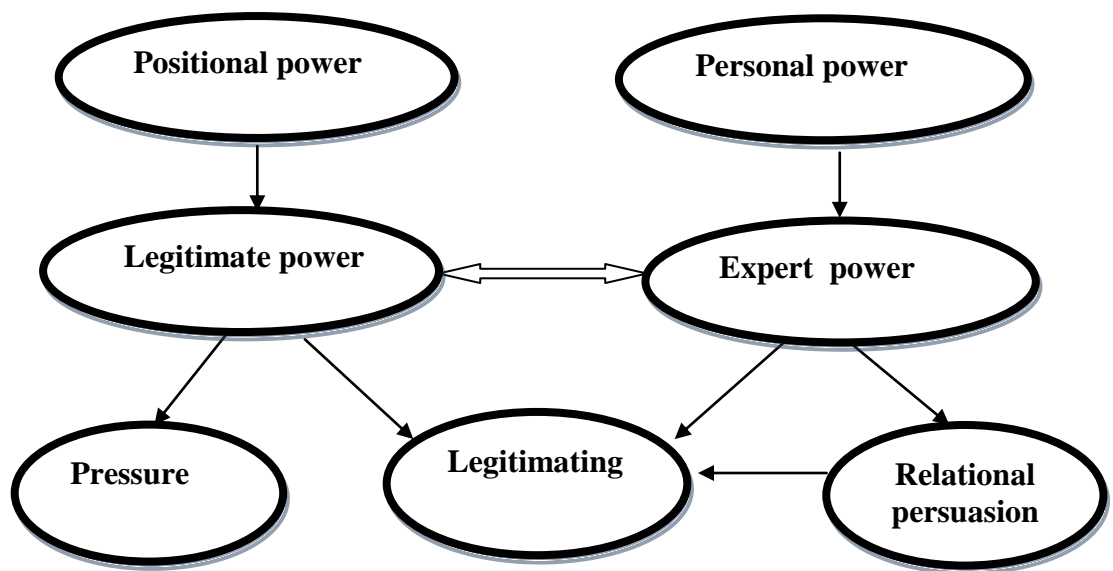 Positional power
Personal power
Legitimate power
Expert power
Pressure
Legitimating
Relational
persuasion